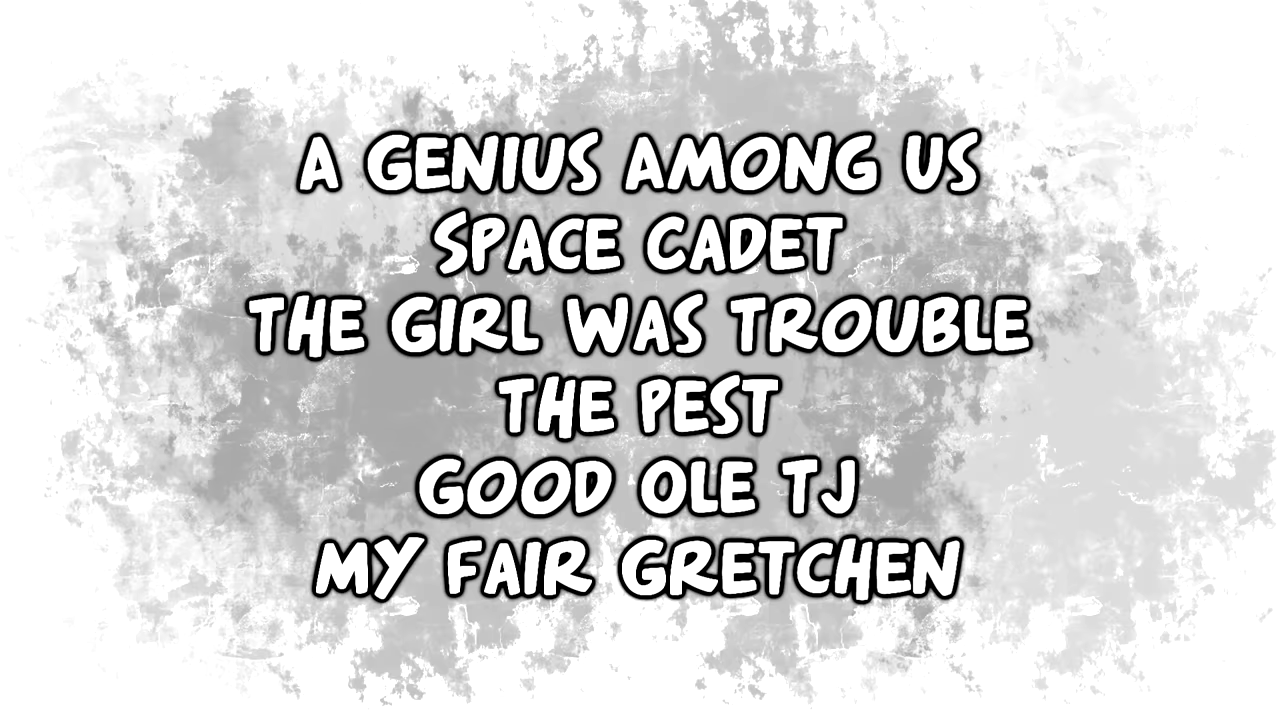 A GENIUS AMONG US
SPACE CADET
THE GIRL WAS TROUBLE
THE PEST
GOOD OLE TJ
MY FAIR GRETCHEN